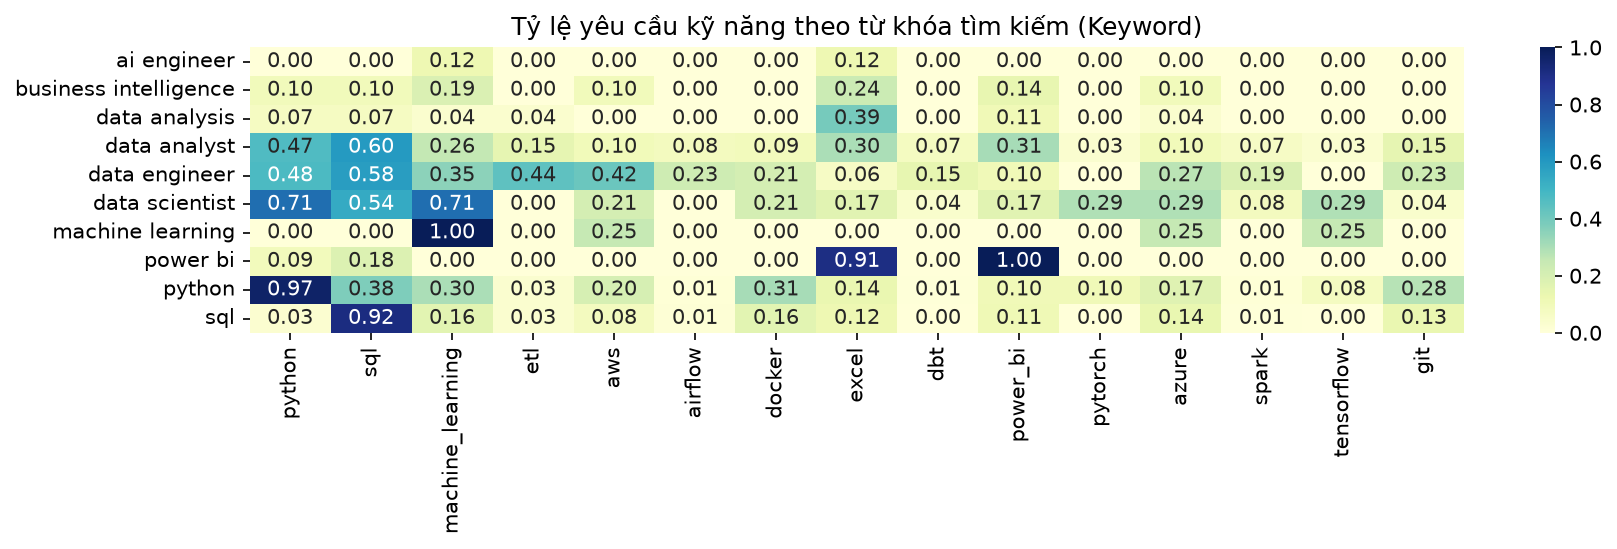 Tỷ lệ yêu cầu kỹ năng theo từ khóa tìm kiếm (Keyword)
ai engineer 0.00 0.00 0.12 0.00 0.00 0.00 0.00 0.12 0.00 0.00 0.00 0.00 0.00 0.00 0.00
business intelligence 0.10 0.10 0.19 0.00 0.10 0.00 0.00 0.24 0.00 0.14 0.00 0.10 0.00 0.00 0.00
data analysis 0.07 0.07 0.04 0.04 0.00 0.00 0.00 0.39 0.00 0.11 0.00 0.04 0.00 0.00 0.00
data analyst 0.47 0.60 0.26 0.15 0.10 0.08 0.09 0.30 0.07 0.31 0.03 0.10 0.07 0.03 0.15
data engineer 0.48 0.58 0.35 0.44 0.42 0.23 0.21 0.06 0.15 0.10 0.00 0.27 0.19 0.00 0.23
data scientist 0.71 0.54 0.71 0.00 0.21 0.00 0.21 0.17 0.04 0.17 0.29 0.29 0.08 0.29 0.04
machine learning 0.00 0.00 1.00 0.00 0.25 0.00 0.00 0.00 0.00 0.00 0.00 0.25 0.00 0.25 0.00
power bi 0.09 0.18 0.00 0.00 0.00 0.00 0.00 0.91 0.00 1.00 0.00 0.00 0.00 0.00 0.00
python 0.97 0.38 0.30 0.03 0.20 0.01 0.31 0.14 0.01 0.10 0.10 0.17 0.01 0.08 0.28
sql 0.03 0.92 0.16 0.03 0.08 0.01 0.16 0.12 0.00 0.11 0.00 0.14 0.01 0.00 0.13
python sql machine_learning etl aws airflow docker excel dbt power_bi pytorch azure spark tensorflow git
1.0
0.8
0.6
0.4
0.2
0.0